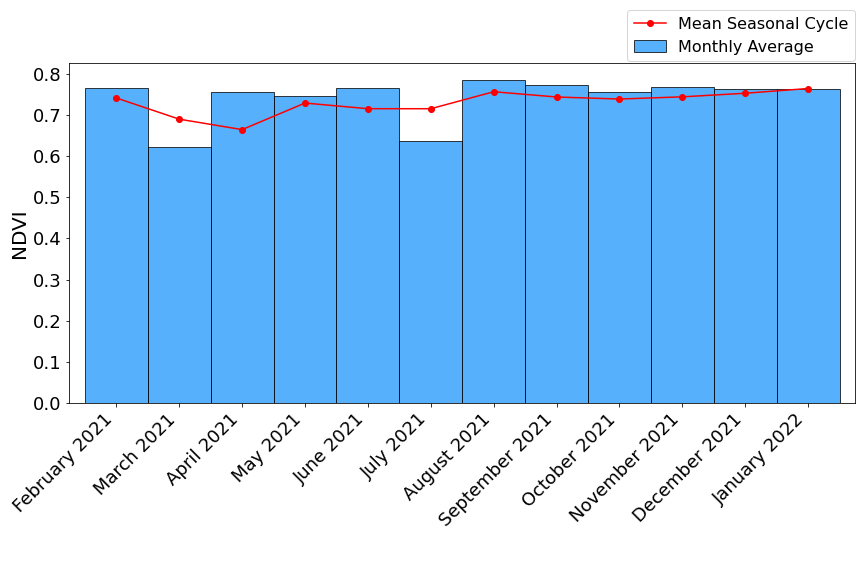 Mean Seasonal Cycle
Monthly Average
NDVI
0.8
0.7
0.6
0.5
0.4
0.3
0.2
0.1
0.0
February 2021
March 2021
April 2021
May 2021
June 2021
July 2021
August 2021
September 2021
October 2021
November 2021
December 2021
January 2022